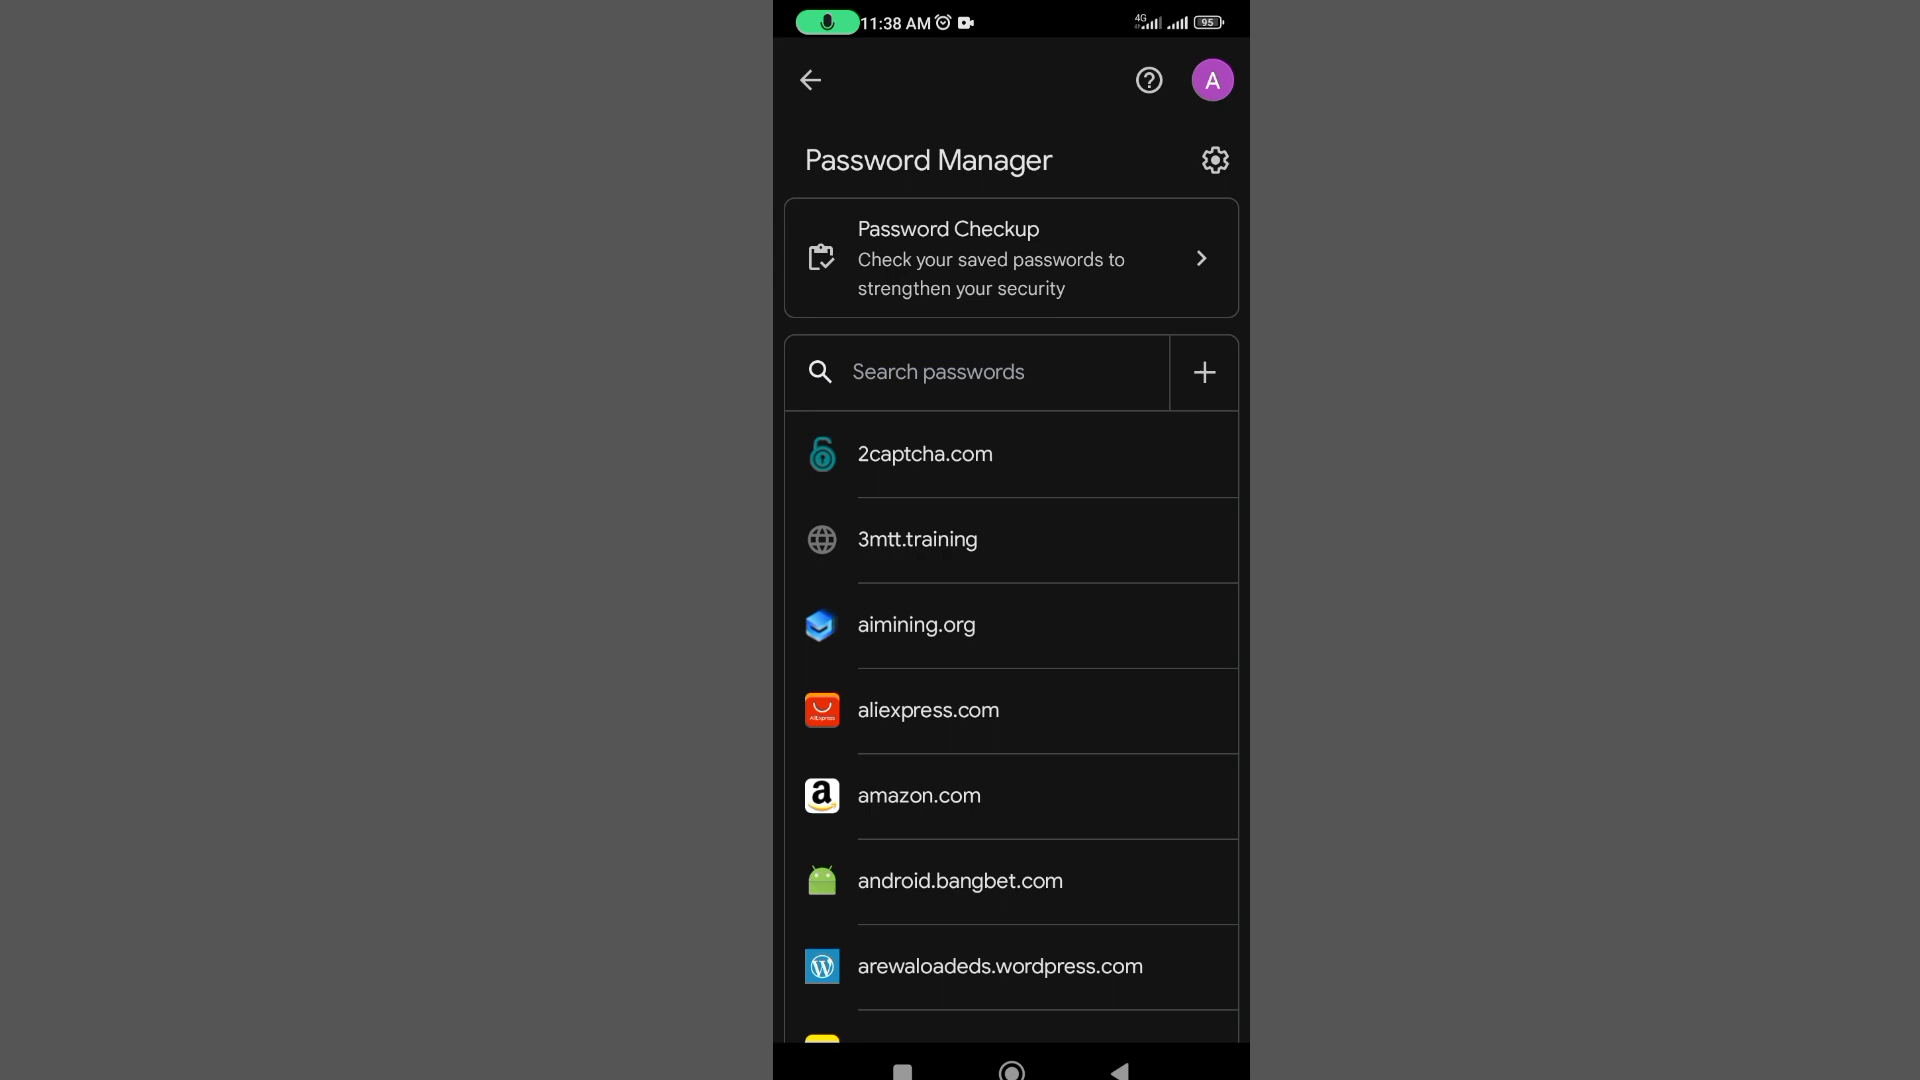 11:38 AM
4G
95
A
Password Manager
Password Checkup
Check your saved passwords to
strengthen your security
Search passwords
2captcha.com
3mtt.training
aimining.org
AliExpress
aliexpress.com
a
amazon.com
android.bangbet.com
W
arewaloadeds.wordpress.com